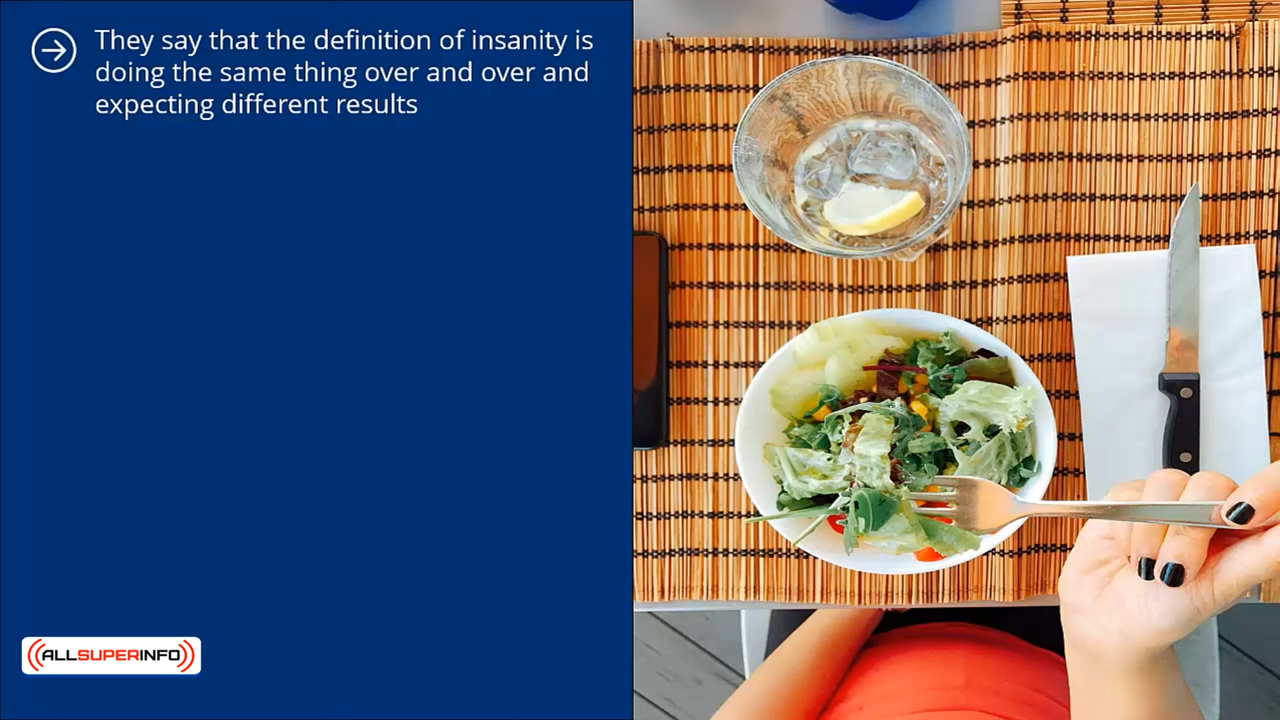 They say that the definition of insanity is
doing the same thing over and over and
expecting different results
ALLSUPERINFO